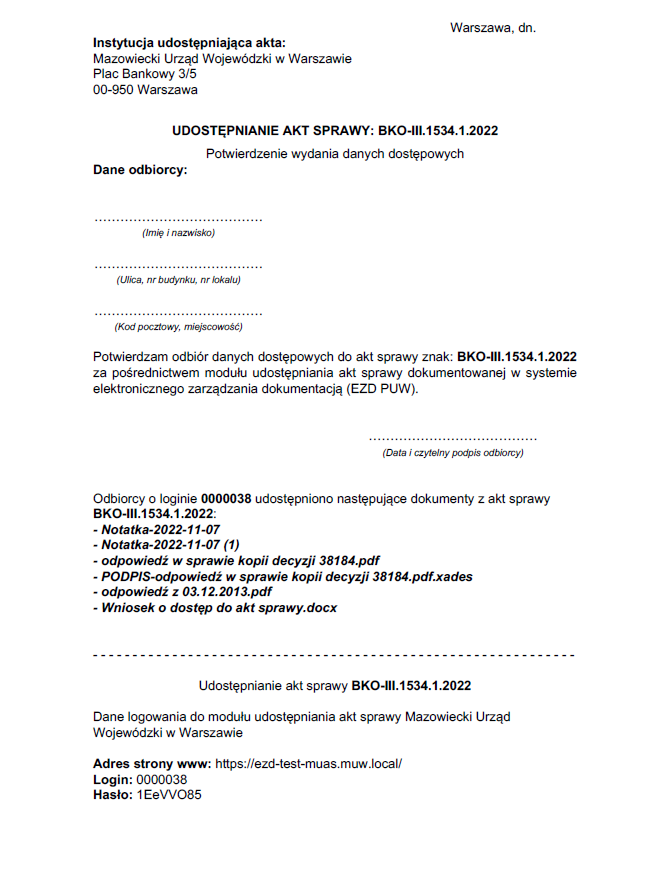 Warszawa, dn.
Instytucja udostępniająca akta:
Mazowiecki Urząd Wojewódzki w Warszawie
Plac Bankowy 3/5
00-950 Warszawa
UDOSTĘPNIANIE AKT SPRAWY: BKO-III.1534.1.2022
Potwierdzenie wydania danych dostępowych
Dane odbiorcy:
.......................................
(Imię i nazwisko)
.......................................
(Ulica, nr budynku, nr lokalu)
.......................................
(Kod pocztowy, miejscowość)
Potwierdzam odbiór danych dostępowych do akt sprawy znak: BKO-III.1534.1.2022
za pośrednictwem modułu udostępniania akt sprawy dokumentowanej w systemie
elektronicznego zarządzania dokumentacją (EZD PUW).
.......................................
(Data i czytelny podpis odbiorcy)
Odbiorcy o loginie 0000038 udostępniono następujące dokumenty z akt sprawy
BKO-III.1534.1.2022:
- Notatka-2022-11-07
- Notatka-2022-11-07 (1)
- odpowiedź w sprawie kopii decyzji 38184.pdf
- PODPIS-odpowiedź w sprawie kopii decyzji 38184.pdf.xades
- odpowiedź z 03.12.2013.pdf
- Wniosek o dostęp do akt sprawy.docx
- - - - - - - - - - - - - - - - - - - - - - - - - - - - - - - - - - - - - - - - - - - - - - - - - - - - - - - - - - - -
Udostępnianie akt sprawy BKO-III.1534.1.2022
Dane logowania do modułu udostępniania akt sprawy Mazowiecki Urząd
Wojewódzki w Warszawie
Adres strony www: https://ezd-test-muas.muw.local/
Login: 0000038
Hasło: 1EeVVO85